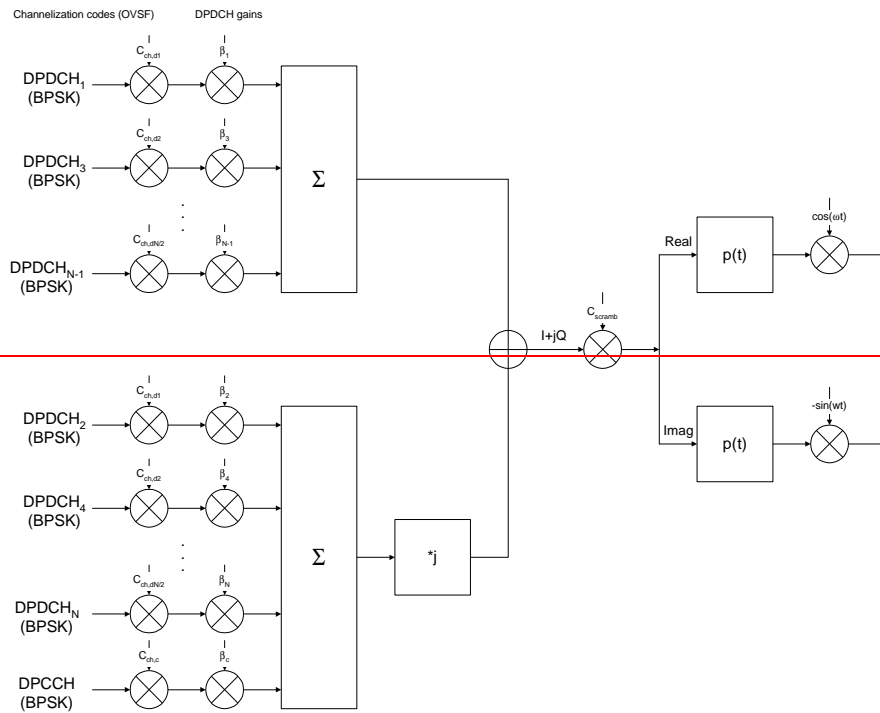 Channelization codes (OVSF) DPDCH gains
C_ch,d1 β_1
DPDCH_1
(BPSK)
C_ch,d2 β_3
DPDCH_3
(BPSK)
Σ
C_ch,dN/2 β_N-1
DPDCH_N-1
(BPSK)
C_ch,d1 β_2
DPDCH_2
(BPSK)
C_ch,d2 β_4
DPDCH_4
(BPSK)
Σ
*j
C_ch,dN/2 β_N
DPDCH_N
(BPSK)
C_ch,c β_c
DPCCH
(BPSK)
I+jQ
C_scramb
Real
p(t)
cos(ωt)
Imag
p(t)
-sin(wt)